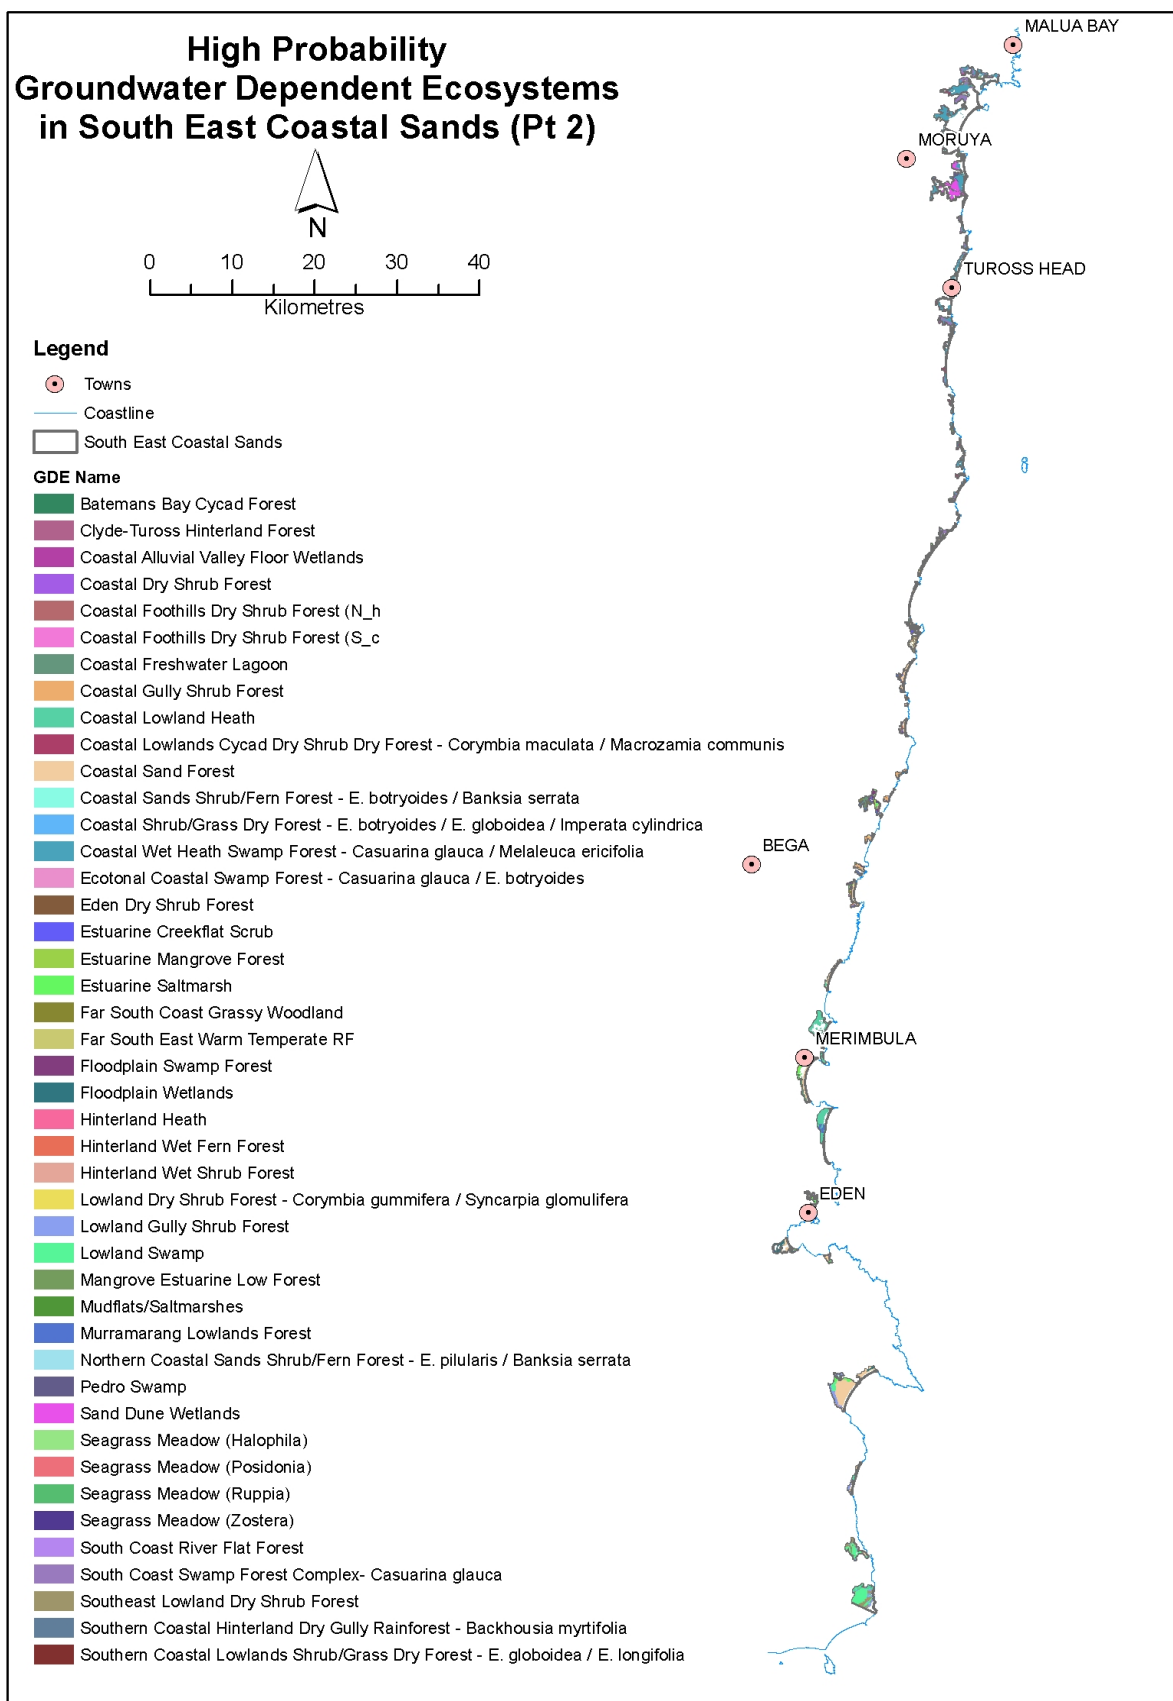 High Probability
Groundwater Dependent Ecosystems
in South East Coastal Sands (Pt 2)
N
0 10 20 30 40
Kilometres
Legend
Towns
Coastline
South East Coastal Sands
GDE Name
Batemans Bay Cycad Forest
Clyde-Tuross Hinterland Forest
Coastal Alluvial Valley Floor Wetlands
Coastal Dry Shrub Forest
Coastal Foothills Dry Shrub Forest (N_h
Coastal Foothills Dry Shrub Forest (S_c
Coastal Freshwater Lagoon
Coastal Gully Shrub Forest
Coastal Lowland Heath
Coastal Lowlands Cycad Dry Shrub Dry Forest - Corymbia maculata / Macrozamia communis
Coastal Sand Forest
Coastal Sands Shrub/Fern Forest - E. botryoides / Banksia serrata
Coastal Shrub/Grass Dry Forest - E. botryoides / E. globoidea / Imperata cylindrica
Coastal Wet Heath Swamp Forest - Casuarina glauca / Melaleuca ericifolia
Ecotonal Coastal Swamp Forest - Casuarina glauca / E. botryoides
Eden Dry Shrub Forest
Estuarine Creekflat Scrub
Estuarine Mangrove Forest
Estuarine Saltmarsh
Far South Coast Grassy Woodland
Far South East Warm Temperate RF
Floodplain Swamp Forest
Floodplain Wetlands
Hinterland Heath
Hinterland Wet Fern Forest
Hinterland Wet Shrub Forest
Lowland Dry Shrub Forest - Corymbia gummifera / Syncarpia glomulifera
Lowland Gully Shrub Forest
Lowland Swamp
Mangrove Estuarine Low Forest
Mudflats/Saltmarshes
Murramarang Lowlands Forest
Northern Coastal Sands Shrub/Fern Forest - E. pilularis / Banksia serrata
Pedro Swamp
Sand Dune Wetlands
Seagrass Meadow (Halophila)
Seagrass Meadow (Posidonia)
Seagrass Meadow (Ruppia)
Seagrass Meadow (Zostera)
South Coast River Flat Forest
South Coast Swamp Forest Complex- Casuarina glauca
Southeast Lowland Dry Shrub Forest
Southern Coastal Hinterland Dry Gully Rainforest - Backhousia myrtifolia
Southern Coastal Lowlands Shrub/Grass Dry Forest - E. globoidea / E. longifolia
MALUA BAY
MORUYA
TUROSS HEAD
BEGA
MERIMBULA
EDEN